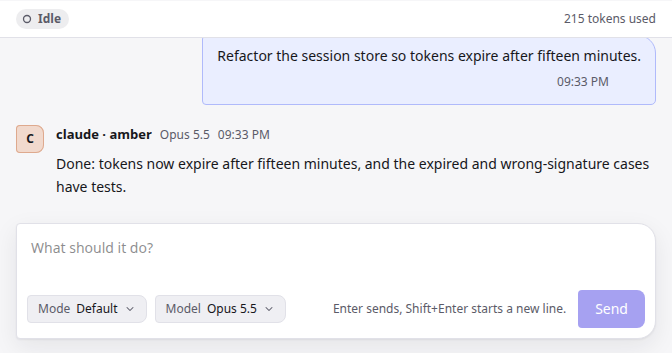 Idle
215 tokens used
Refactor the session store so tokens expire after fifteen minutes.
09:33 PM
C
claude · amber Opus 5.5 09:33 PM
Done: tokens now expire after fifteen minutes, and the expired and wrong-signature cases
have tests.
What should it do?
Mode Default
Model Opus 5.5
Enter sends, Shift+Enter starts a new line.
Send